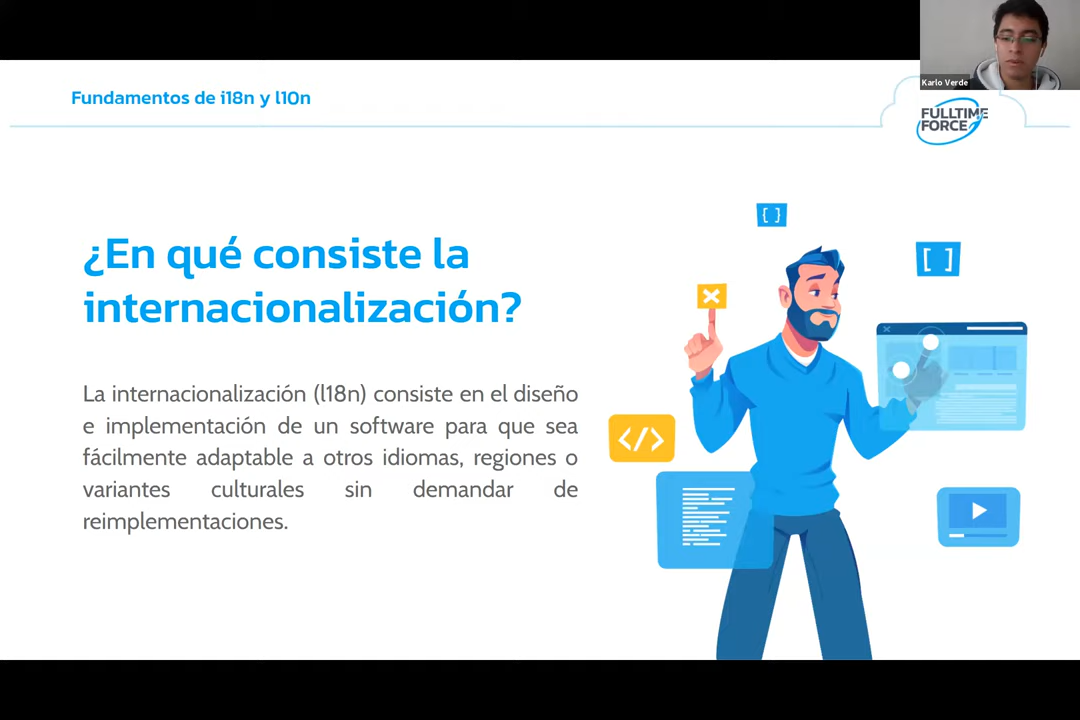 Karlo Verde
Fundamentos de i18n y l10n
FULLTIME
FORCE
¿En qué consiste la
internacionalización?
La internacionalización (l18n) consiste en el diseño
e implementación de un software para que sea
fácilmente adaptable a otros idiomas, regiones o
variantes culturales sin demandar de
reimplementaciones.
{ }
[ ]
</>